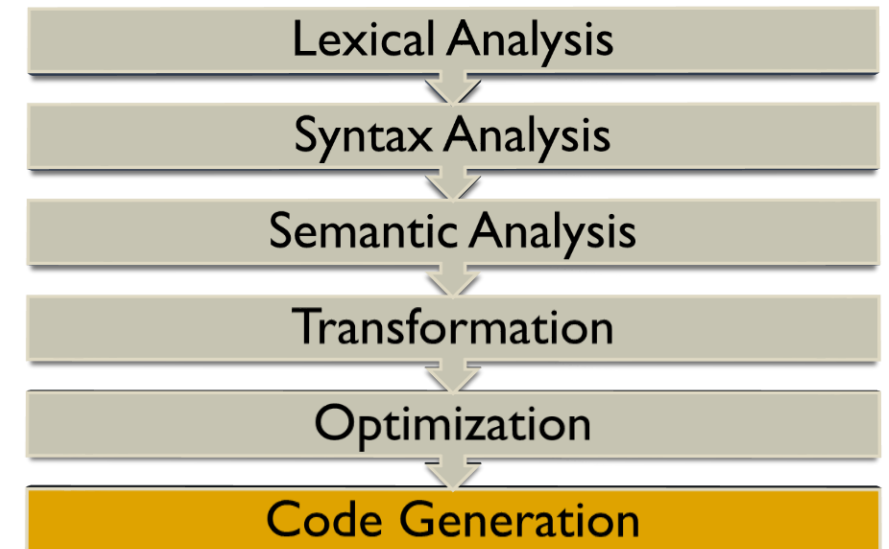 Lexical Analysis
Syntax Analysis
Semantic Analysis
Transformation
Optimization
Code Generation